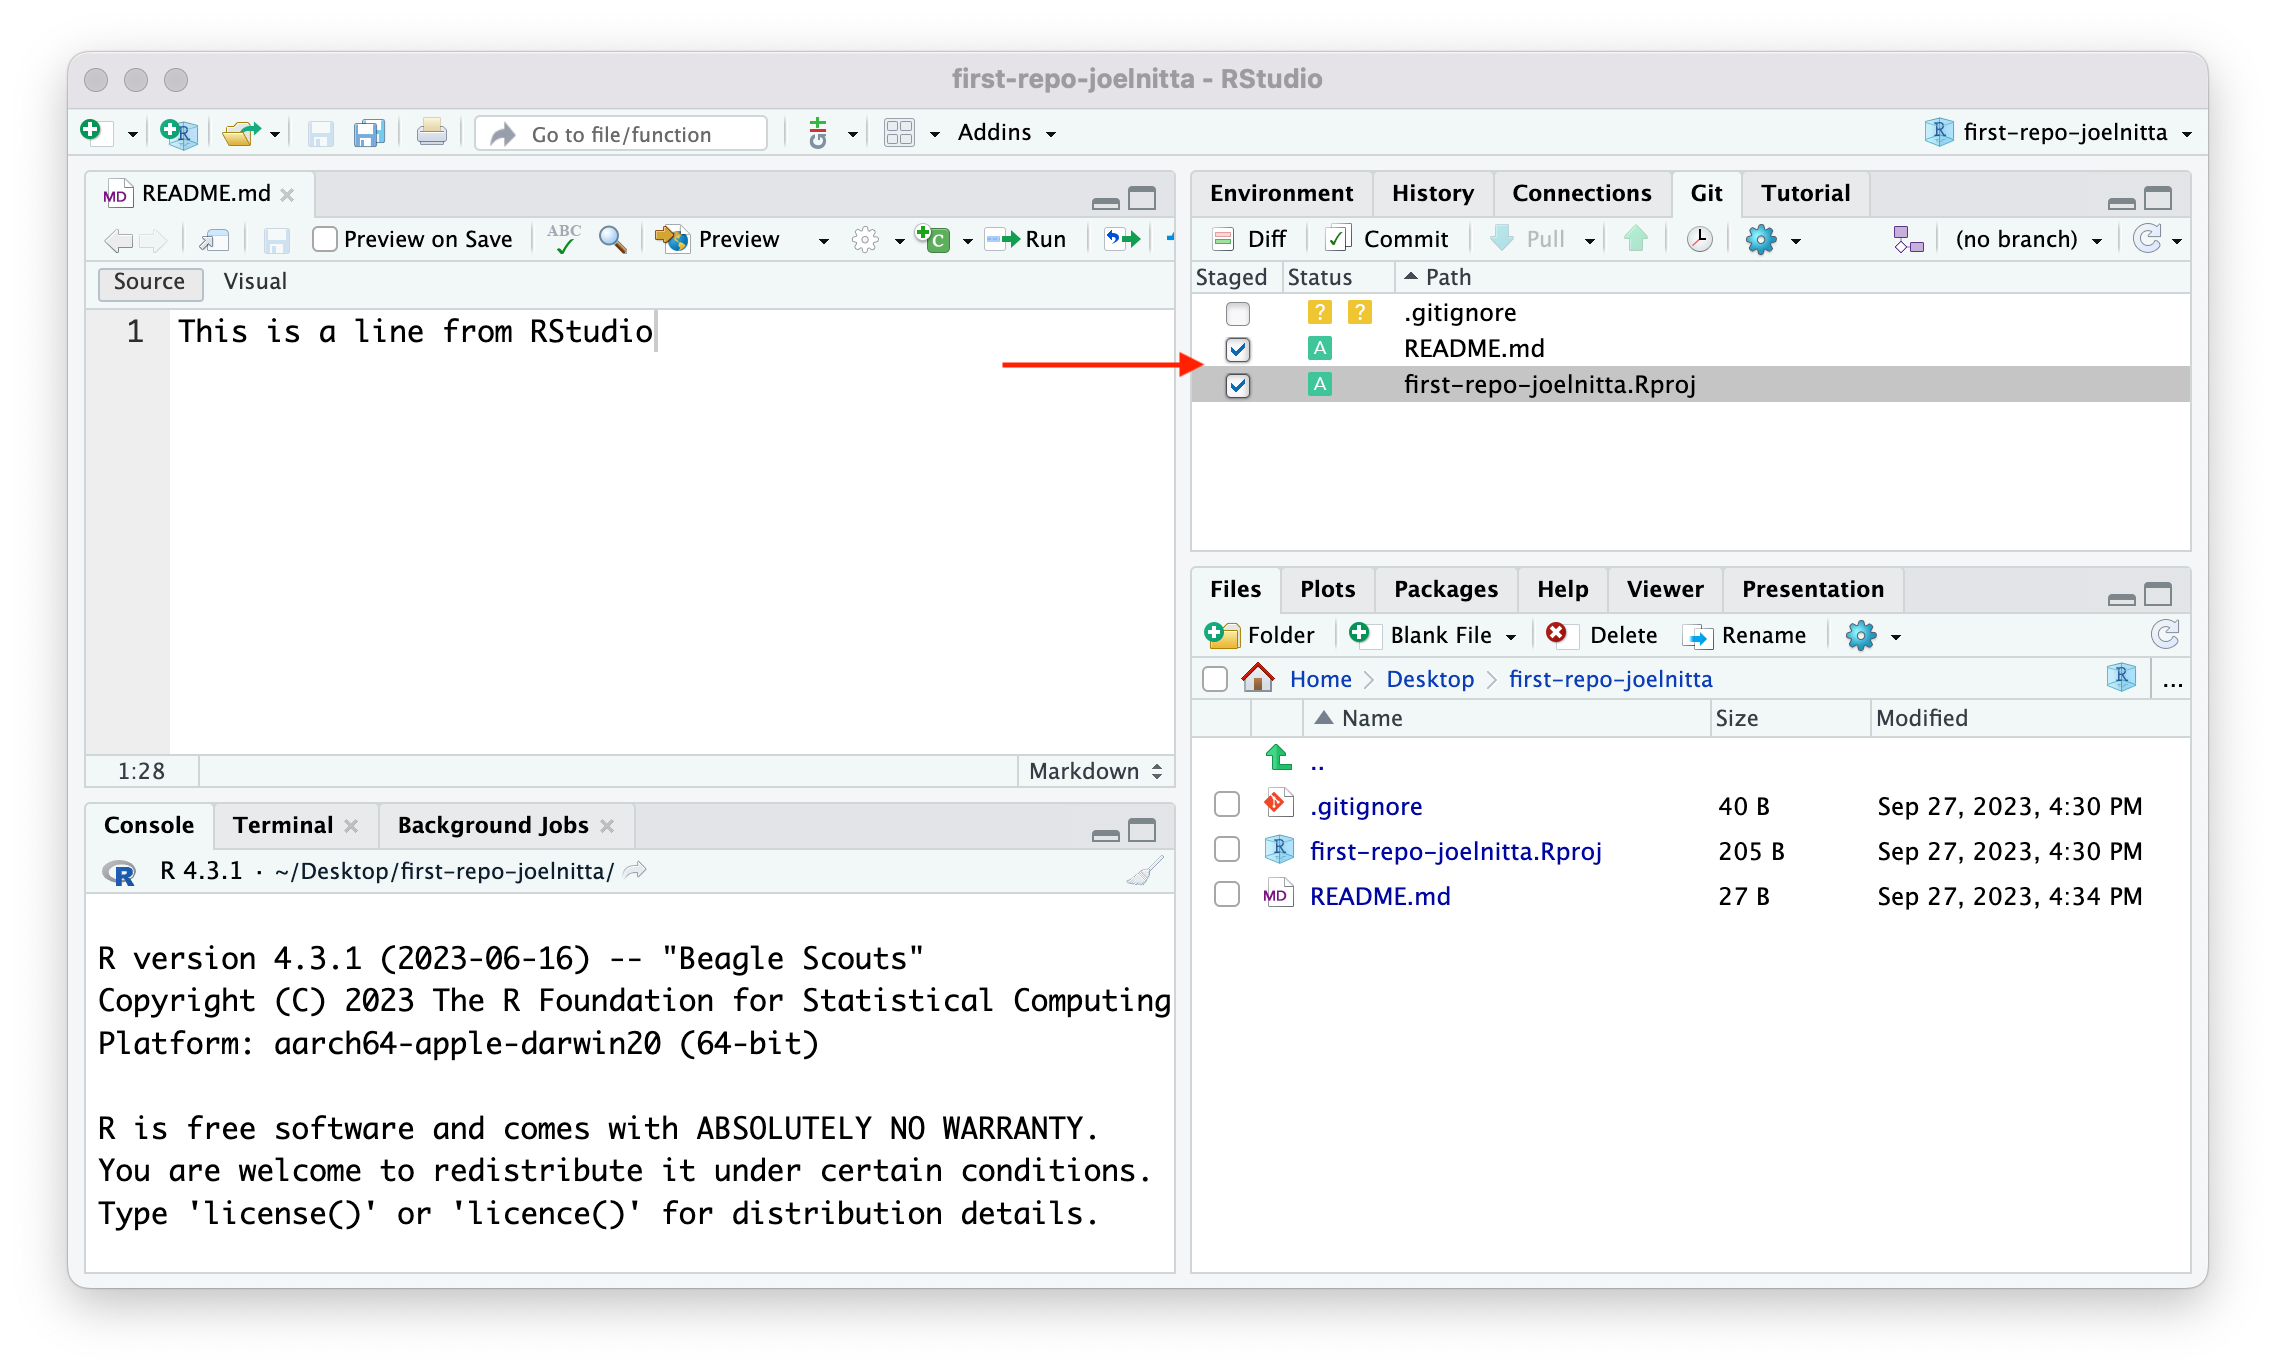 first-repo-joelnitta - RStudio
Go to file/function
Addins
first-repo-joelnitta
MD README.md
Preview on Save
ABC
Preview
Run
Source Visual
1 This is a line from RStudio
1:28
Markdown
Console Terminal Background Jobs
R 4.3.1 · ~/Desktop/first-repo-joelnitta/
R version 4.3.1 (2023-06-16) -- "Beagle Scouts"
Copyright (C) 2023 The R Foundation for Statistical Computing
Platform: aarch64-apple-darwin20 (64-bit)
R is free software and comes with ABSOLUTELY NO WARRANTY.
You are welcome to redistribute it under certain conditions.
Type 'license()' or 'licence()' for distribution details.
Environment History Connections Git Tutorial
Diff Commit Pull (no branch)
Staged Status Path
? ? .gitignore
A README.md
A first-repo-joelnitta.Rproj
Files Plots Packages Help Viewer Presentation
Folder Blank File Delete Rename
Home Desktop first-repo-joelnitta ...
Name Size Modified
..
.gitignore 40 B Sep 27, 2023, 4:30 PM
first-repo-joelnitta.Rproj 205 B Sep 27, 2023, 4:30 PM
MD README.md 27 B Sep 27, 2023, 4:34 PM